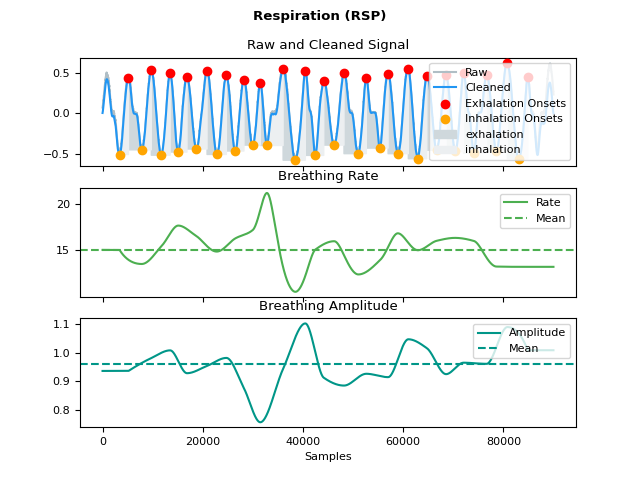 Respiration (RSP)
Raw and Cleaned Signal
0.5
0.0
−0.5
Raw
Cleaned
Exhalation Onsets
Inhalation Onsets
exhalation
inhalation
Breathing Rate
20
15
Rate
Mean
Breathing Amplitude
1.1
1.0
0.9
0.8
Amplitude
Mean
0 20000 40000 60000 80000
Samples